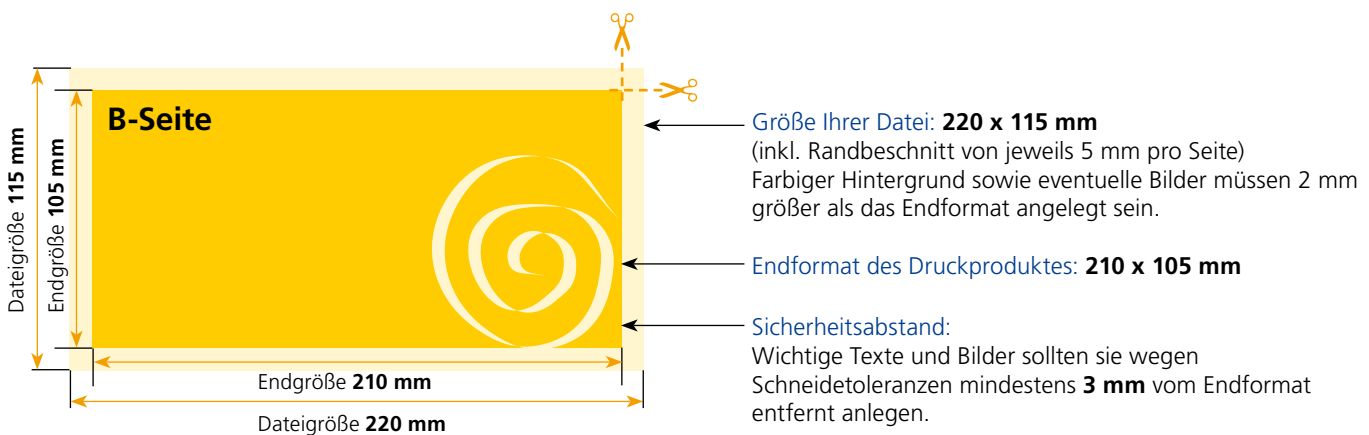 B-Seite
Dateigröße 115 mm
Endgröße 105 mm
Endgröße 210 mm
Dateigröße 220 mm
Größe Ihrer Datei: 220 x 115 mm
(inkl. Randbeschnitt von jeweils 5 mm pro Seite)
Farbiger Hintergrund sowie eventuelle Bilder müssen 2 mm
größer als das Endformat angelegt sein.
Endformat des Druckproduktes: 210 x 105 mm
Sicherheitsabstand:
Wichtige Texte und Bilder sollten sie wegen
Schneidetoleranzen mindestens 3 mm vom Endformat
entfernt anlegen.